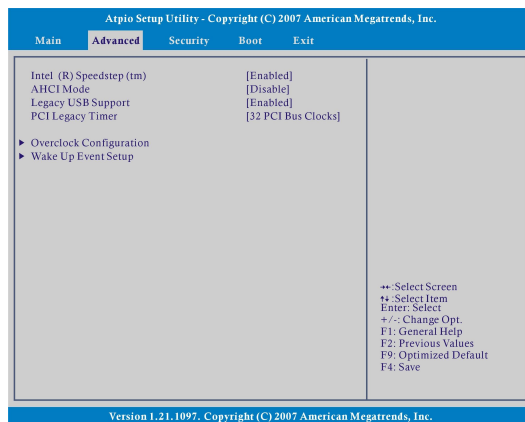 Atpio Setup Utility - Copyright (C) 2007 American Megatrends, Inc.
Main Advanced Security Boot Exit
Intel (R) Speedstep (tm) [Enabled]
AHCI Mode [Disable]
Legacy USB Support [Enabled]
PCI Legacy Timer [32 PCI Bus Clocks]
▶ Overclock Configuration
▶ Wake Up Event Setup
→←:Select Screen
↑↓:Select Item
Enter: Select
+/-: Change Opt.
F1: General Help
F2: Previous Values
F9: Optimized Default
F4: Save
Version 1.21.1097. Copyright (C) 2007 American Megatrends, Inc.